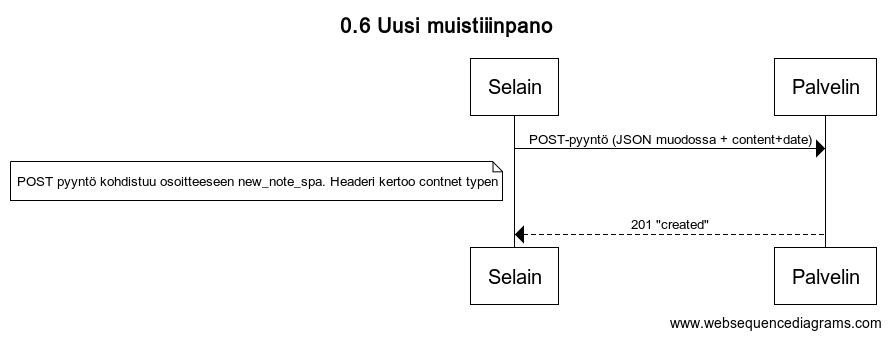 0.6 Uusi muistiiinpano
Selain
Palvelin
POST-pyyntö (JSON muodossa + content+date)
POST pyyntö kohdistuu osoitteeseen new_note_spa. Headeri kertoo contnet typen
201 "created"
Selain
Palvelin
www.websequencediagrams.com